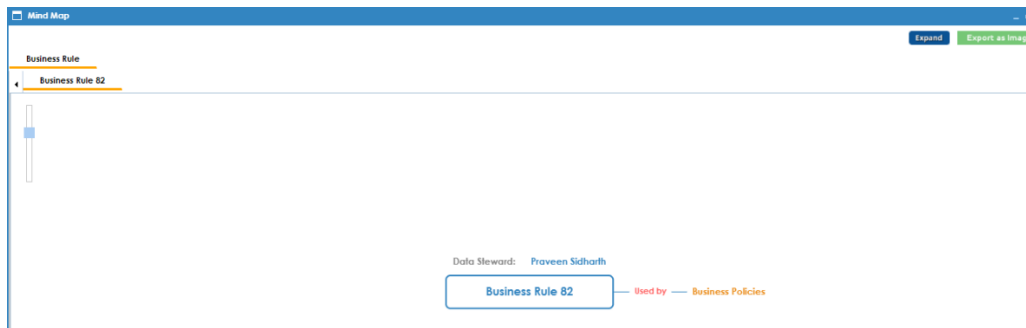 Mind Map
Expand Export as Imag
Business Rule
Business Rule 82
Data Steward: Praveen Sidharth
Business Rule 82 Used by Business Policies